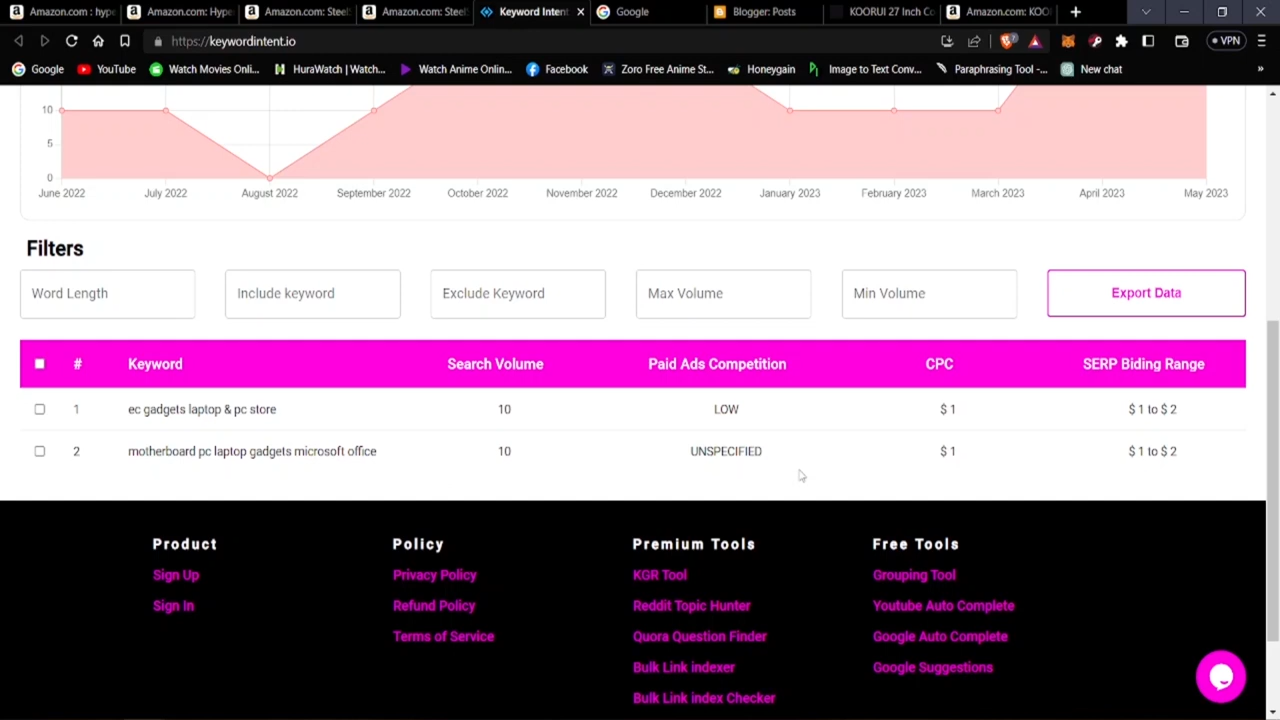 Amazon.com : hype
Amazon.com: Hype
Amazon.com: Steel
Amazon.com: Steel
Keyword Intent
Google
Blogger: Posts
KOORUI 27 Inch Co
Amazon.com: KOO
https://keywordintent.io
VPN
Google
YouTube
Watch Movies Onli...
HuraWatch | Watch...
Watch Anime Onlin...
Facebook
Zoro Free Anime St...
Honeygain
Image to Text Conv...
Paraphrasing Tool -...
New chat
»
10
5
0
June 2022 July 2022 August 2022 September 2022 October 2022 November 2022 December 2022 January 2023 February 2023 March 2023 April 2023 May 2023
Filters
Word Length Include keyword Exclude Keyword Max Volume Min Volume Export Data
# Keyword Search Volume Paid Ads Competition CPC SERP Biding Range
1 ec gadgets laptop & pc store 10 LOW $ 1 $ 1 to $ 2
2 motherboard pc laptop gadgets microsoft office 10 UNSPECIFIED $ 1 $ 1 to $ 2
Product
Sign Up
Sign In
Policy
Privacy Policy
Refund Policy
Terms of Service
Premium Tools
KGR Tool
Reddit Topic Hunter
Quora Question Finder
Bulk Link indexer
Bulk Link index Checker
Free Tools
Grouping Tool
Youtube Auto Complete
Google Auto Complete
Google Suggestions